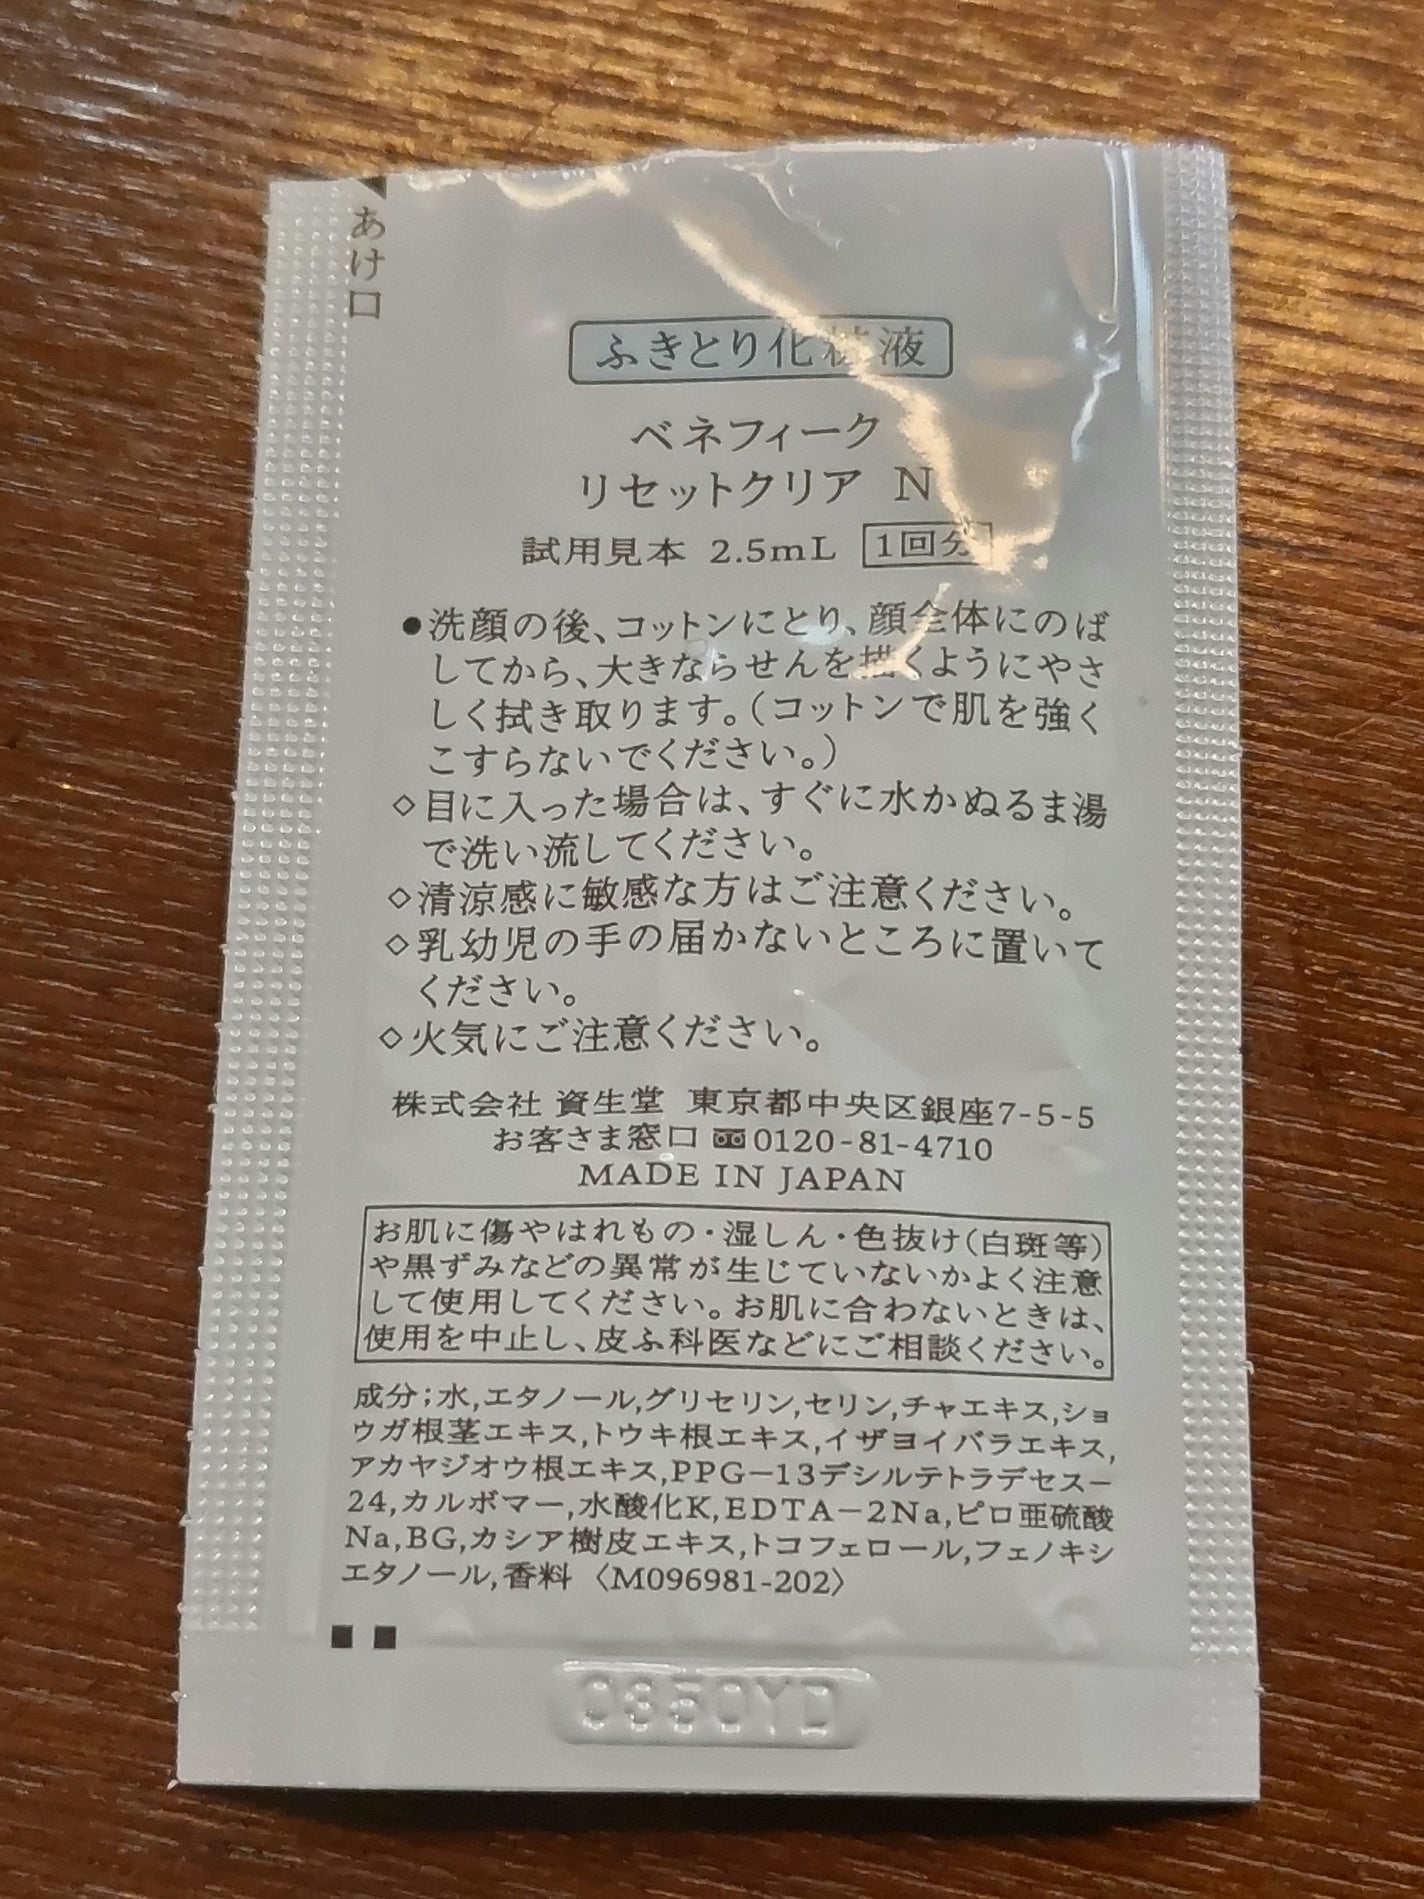 あけ口
ふきとり化粧液
ベネフィーク
リセットクリア N
試用見本 2.5mL 1回分
●洗顔の後、コットンにとり、顔全体にのば
してから、大きならせんを描くようにやさ
しく拭き取ります。(コットンで肌を強く
こすらないでください。)
◇目に入った場合は、すぐに水かぬるま湯
で洗い流してください。
◇清涼感に敏感な方はご注意ください。
◇乳幼児の手の届かないところに置いて
ください。
◇火気にご注意ください。
株式会社 資生堂 東京都中央区銀座7-5-5
お客さま窓口 0120-81-4710
MADE IN JAPAN
お肌に傷やはれもの・湿しん・色抜け(白斑等)
や黒ずみなどの異常が生じていないかよく注意
して使用してください。お肌に合わないときは、
使用を中止し、皮ふ科医などにご相談ください。
成分;水,エタノール,グリセリン,セリン,チャエキス,ショ
ウガ根茎エキス,トウキ根エキス,イザヨイバラエキス,
アカヤジオウ根エキス,PPG－13デシルテトラデセス－
24,カルボマー,水酸化K,EDTA－2Na,ピロ亜硫酸
Na,BG,カシア樹皮エキス,トコフェロール,フェノキシ
エタノール,香料〈M096981-202〉
0350YD